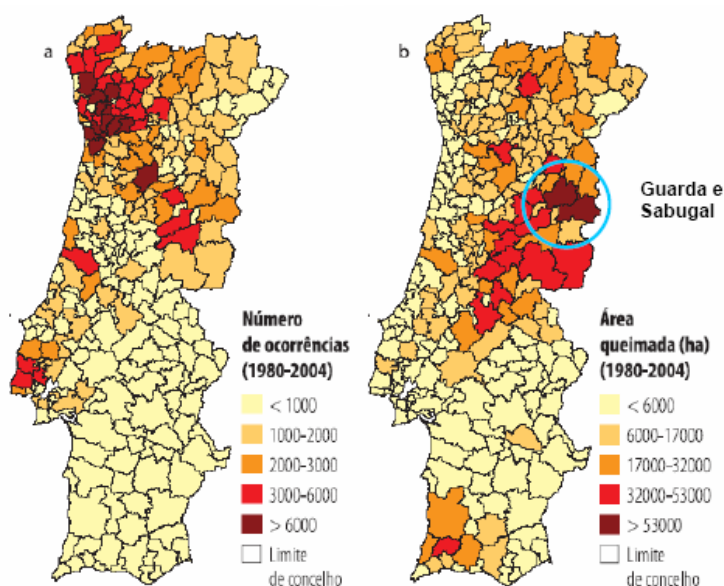 a
b
Guarda e
Sabugal
Número
de ocorrências
(1980-2004)
< 1000
1000-2000
2000-3000
3000-6000
> 6000
Limite
de concelho
Área
queimada (ha)
(1980-2004)
< 6000
6000-17000
17000-32000
32000-53000
> 53000
Limite
de concelho